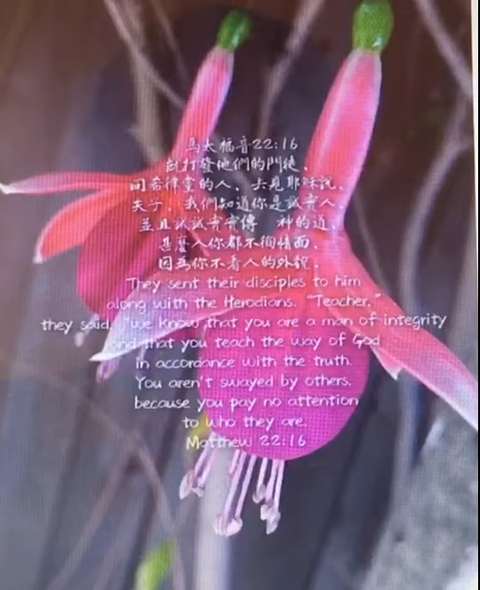 馬太福音22:16
就打發他們的門徒、
同希律黨的人、去見耶穌說、
夫子、我們知道你是誠實人、
並且誠誠實實傳　神的道、
甚麼人你都不徇情面、
因為你不看人的外貌．
They sent their disciples to him
along with the Herodians. "Teacher,"
they said, "we know that you are a man of integrity
and that you teach the way of God
in accordance with the truth.
You aren't swayed by others,
because you pay no attention
to who they are.
Matthew 22:16